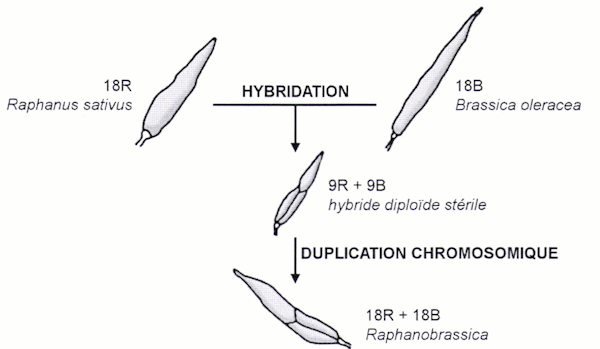 18R
Raphanus sativus
HYBRIDATION
18B
Brassica oleracea
9R + 9B
hybride diploïde stérile
DUPLICATION CHROMOSOMIQUE
18R + 18B
Raphanobrassica